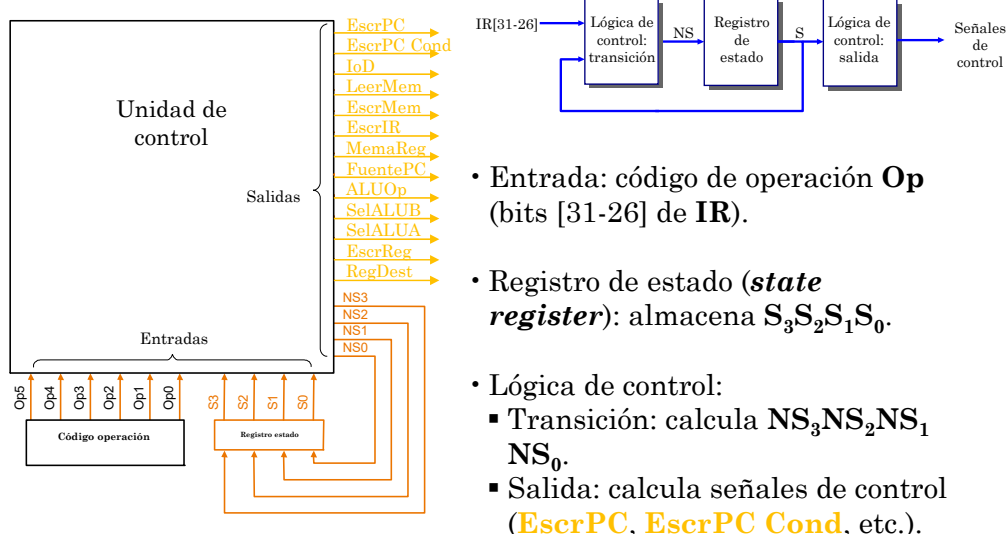 EscrPC
EscrPC Cond
IoD
LeerMem
EscrMem
EscrIR
MemaReg
FuentePC
ALUOp
SelALUB
SelALUA
EscrReg
RegDest
NS3
NS2
NS1
NS0
Unidad de
control
Salidas
Entradas
Op5
Op4
Op3
Op2
Op1
Op0
S3
S2
S1
S0
Código operación
Registro estado
IR[31-26]
Lógica de
control:
transición
NS
Registro
de
estado
S
Lógica de
control:
salida
Señales
de
control
• Entrada: código de operación Op
(bits [31-26] de IR).
• Registro de estado (state
register): almacena S₃S₂S₁S₀.
• Lógica de control:
▪ Transición: calcula NS₃NS₂NS₁
NS₀.
▪ Salida: calcula señales de control
(EscrPC, EscrPC Cond, etc.).